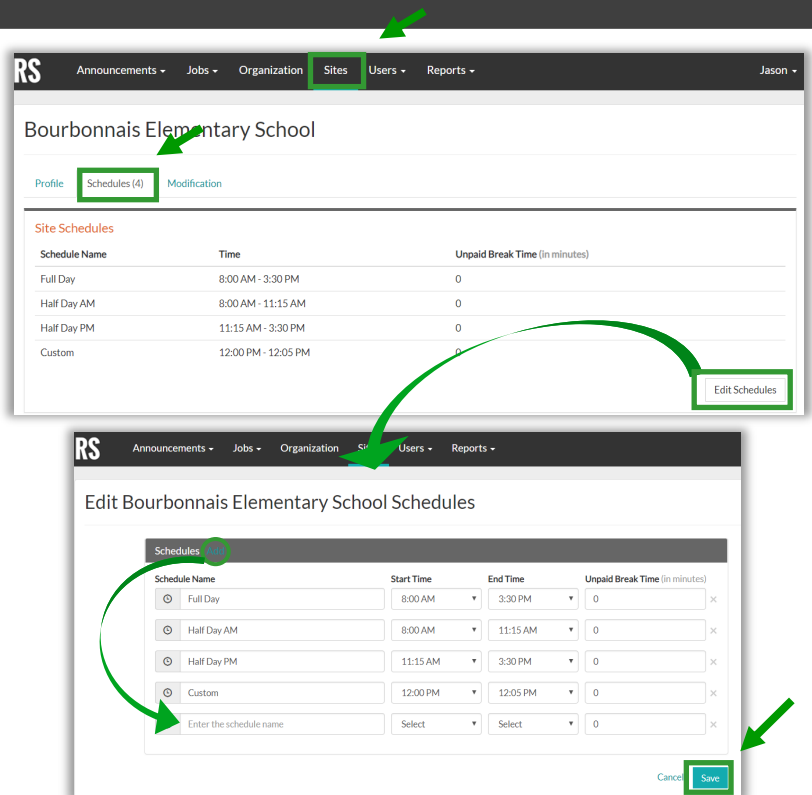 RS Announcements Jobs Organization Sites Users Reports Jason
Bourbonnais Elementary School
Profile Schedules (4) Modification
Site Schedules
Schedule Name Time Unpaid Break Time (in minutes)
Full Day 8:00 AM - 3:30 PM 0
Half Day AM 8:00 AM - 11:15 AM 0
Half Day PM 11:15 AM - 3:30 PM 0
Custom 12:00 PM - 12:05 PM 0
Edit Schedules
RS Announcements Jobs Organization Users Reports
Edit Bourbonnais Elementary School Schedules
Schedules Add
Schedule Name Start Time End Time Unpaid Break Time (in minutes)
Full Day 8:00 AM 3:30 PM 0
Half Day AM 8:00 AM 11:15 AM 0
Half Day PM 11:15 AM 3:30 PM 0
Custom 12:00 PM 12:05 PM 0
Enter the schedule name Select Select 0
Cancel Save